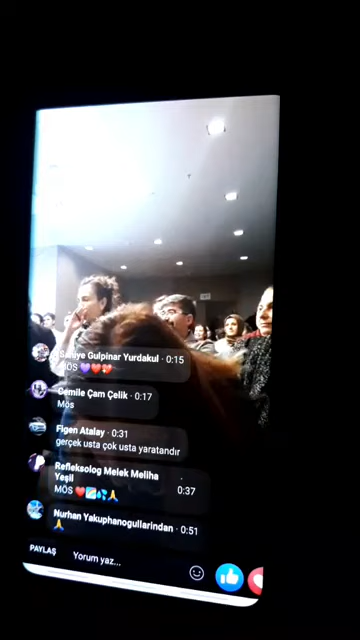 Saniye Gulpinar Yurdakul · 0:15
MÖS 💜❤️💖
Cemile Çam Çelik · 0:17
Mös
Figen Atalay · 0:31
gerçek usta çok usta yaratandır
Refleksolog Melek Meliha
Yeşil · 0:37
MÖS ❤️🌈💦🙏
Nurhan Yakuphanogullarindan · 0:51
🙏
PAYLAŞ
Yorum yaz...